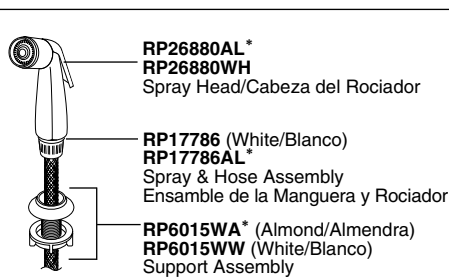 RP26880AL*
RP26880WH
Spray Head/Cabeza del Rociador
RP17786 (White/Blanco)
RP17786AL*
Spray & Hose Assembly
Ensamble de la Manguera y Rociador
RP6015WA* (Almond/Almendra)
RP6015WW (White/Blanco)
Support Assembly